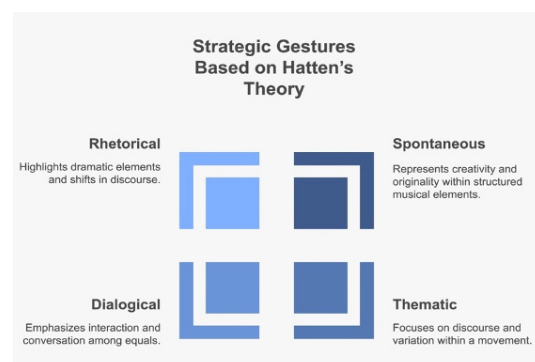 Strategic Gestures
Based on Hatten's
Theory
Rhetorical
Highlights dramatic elements
and shifts in discourse.
Spontaneous
Represents creativity and
originality within structured
musical elements.
Dialogical
Emphasizes interaction and
conversation among equals.
Thematic
Focuses on discourse and
variation within a movement.